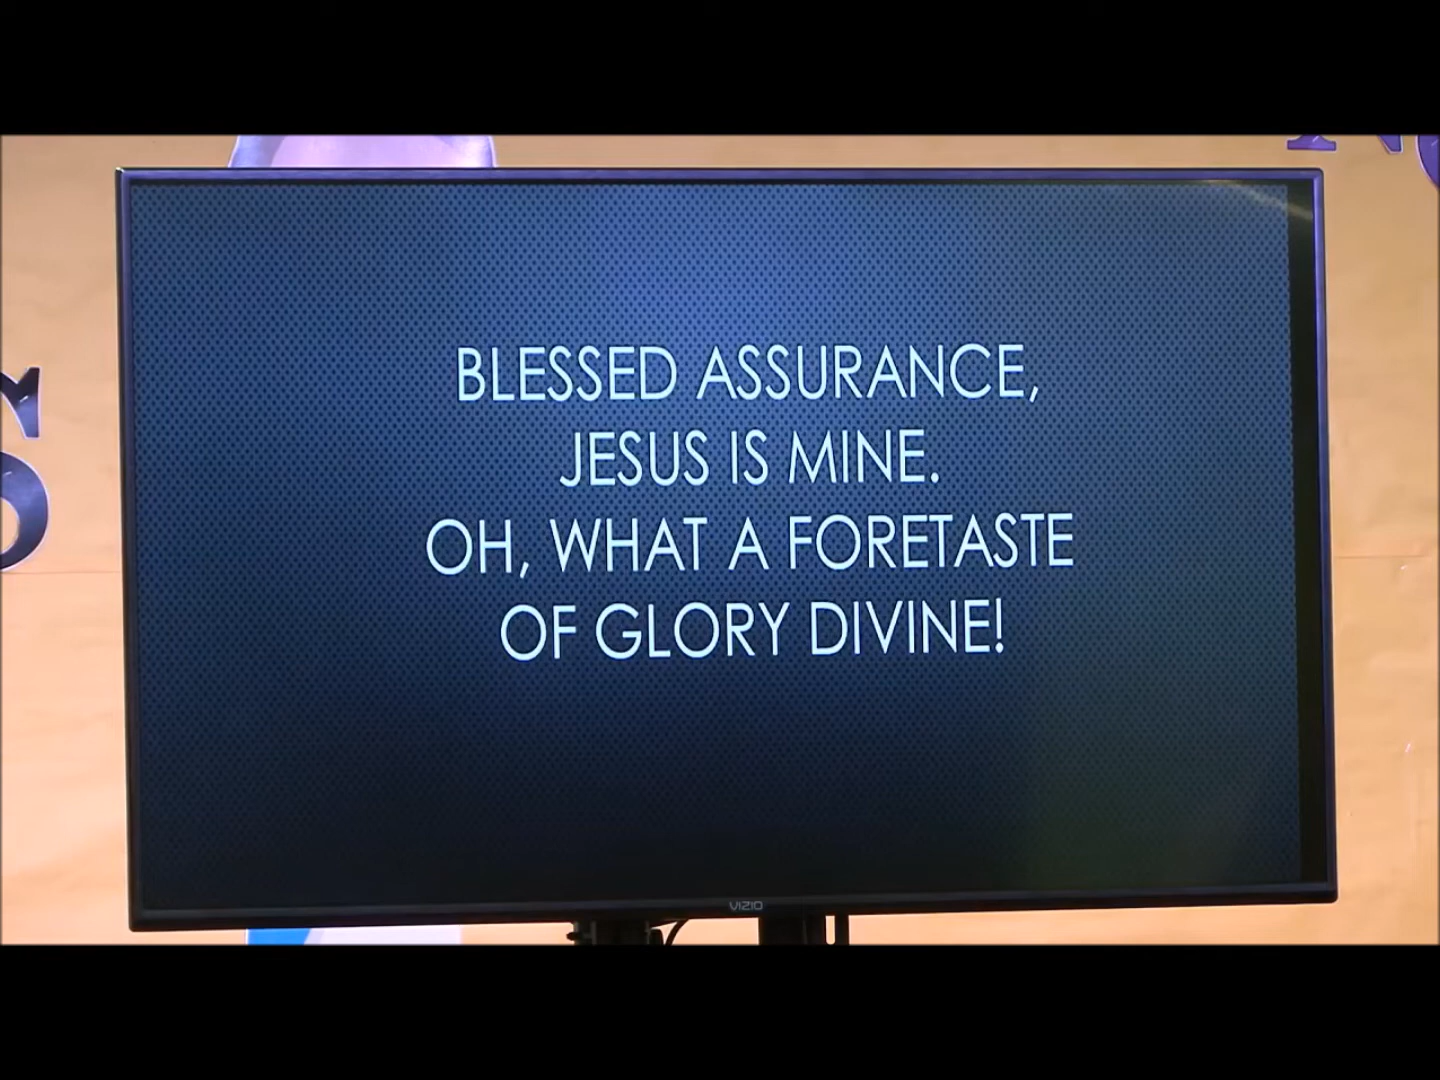 BLESSED ASSURANCE,
JESUS IS MINE.
OH, WHAT A FORETASTE
OF GLORY DIVINE!
VIZIO